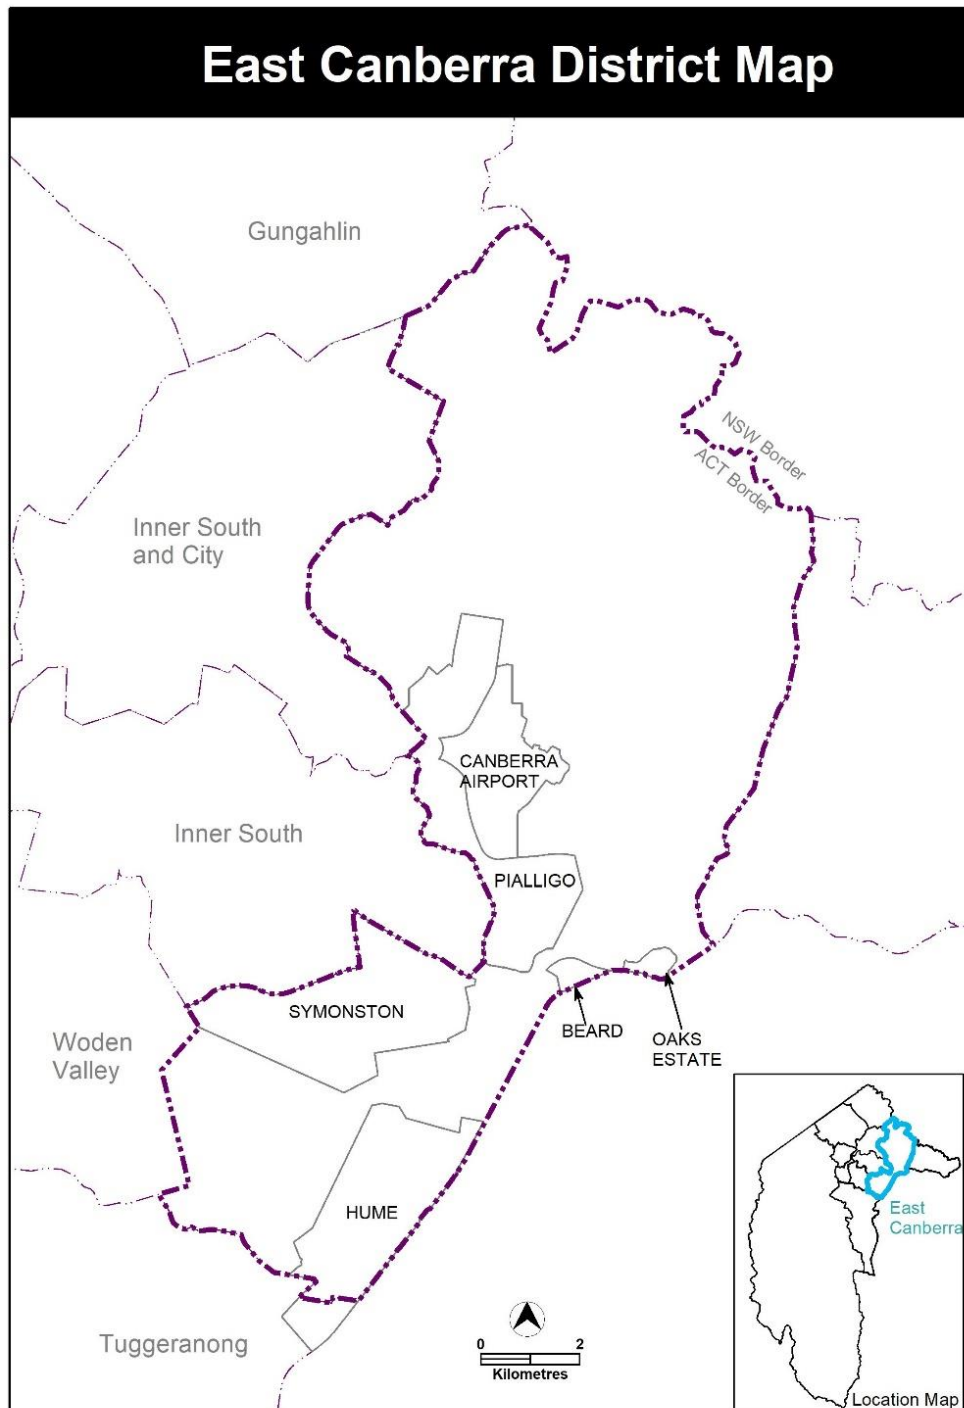 East Canberra District Map
Gungahlin
NSW Border
ACT Border
Inner South
and City
CANBERRA
AIRPORT
Inner South
PIALLIGO
SYMONSTON
BEARD
OAKS
ESTATE
Woden
Valley
HUME
East
Canberra
Tuggeranong
0
2
Kilometres
Location Map